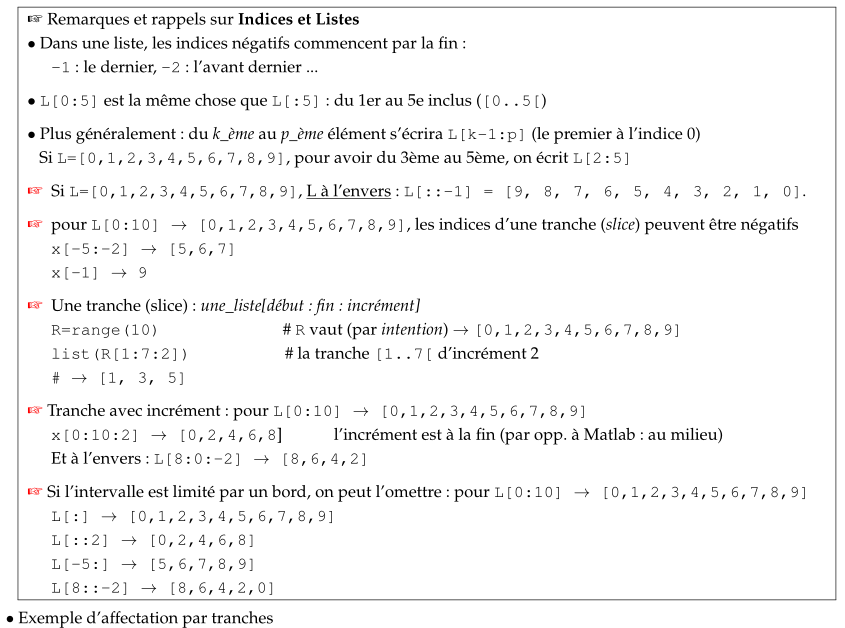 ☞ Remarques et rappels sur Indices et Listes
• Dans une liste, les indices négatifs commencent par la fin :
-1 : le dernier, -2 : l'avant dernier ...
• L[0:5] est la même chose que L[:5] : du 1er au 5e inclus ([0..5[)
• Plus généralement : du k_ème au p_ème élément s'écrira L[k-1:p] (le premier à l'indice 0)
Si L=[0,1,2,3,4,5,6,7,8,9], pour avoir du 3ème au 5ème, on écrit L[2:5]
☞ Si L=[0,1,2,3,4,5,6,7,8,9], L à l'envers : L[::-1] = [9, 8, 7, 6, 5, 4, 3, 2, 1, 0].
☞ pour L[0:10] → [0,1,2,3,4,5,6,7,8,9], les indices d'une tranche (slice) peuvent être négatifs
x[-5:-2] → [5,6,7]
x[-1] → 9
☞ Une tranche (slice) : une_liste[début : fin : incrément]
R=range(10) # R vaut (par intention) → [0,1,2,3,4,5,6,7,8,9]
list(R[1:7:2]) # la tranche [1..7[ d'incrément 2
# → [1, 3, 5]
☞ Tranche avec incrément : pour L[0:10] → [0,1,2,3,4,5,6,7,8,9]
x[0:10:2] → [0,2,4,6,8] l'incrément est à la fin (par opp. à Matlab : au milieu)
Et à l'envers : L[8:0:-2] → [8,6,4,2]
☞ Si l'intervalle est limité par un bord, on peut l'omettre : pour L[0:10] → [0,1,2,3,4,5,6,7,8,9]
L[:] → [0,1,2,3,4,5,6,7,8,9]
L[::2] → [0,2,4,6,8]
L[-5:] → [5,6,7,8,9]
L[8::-2] → [8,6,4,2,0]
• Exemple d'affectation par tranches